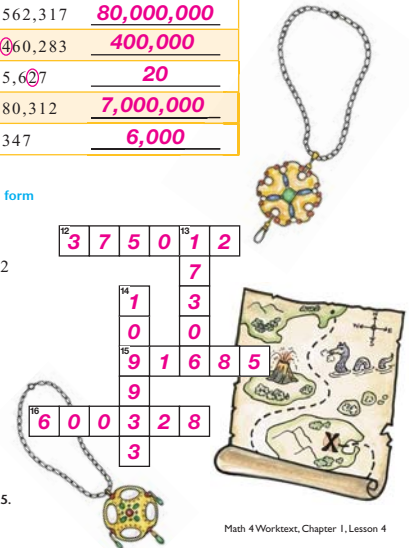 562,317 80,000,000
460,283 400,000
5,627 20
80,312 7,000,000
347 6,000
form
12 3 7 5 0 13 1 2
2
7
14 1 3
0 0
15 9 1 6 8 5
9
16 6 0 0 3 2 8
3
5.
N
W E
S
X
Math 4 Worktext, Chapter 1, Lesson 4